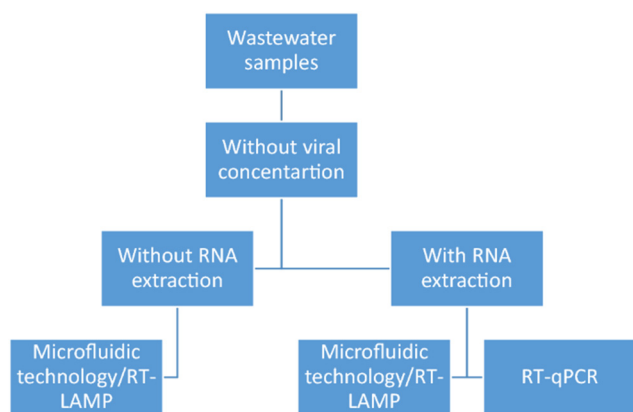 Wastewater
samples
Without viral
concentartion
Without RNA
extraction
With RNA
extraction
Microfluidic
technology/RT-
LAMP
Microfluidic
technology/RT-
LAMP
RT-qPCR